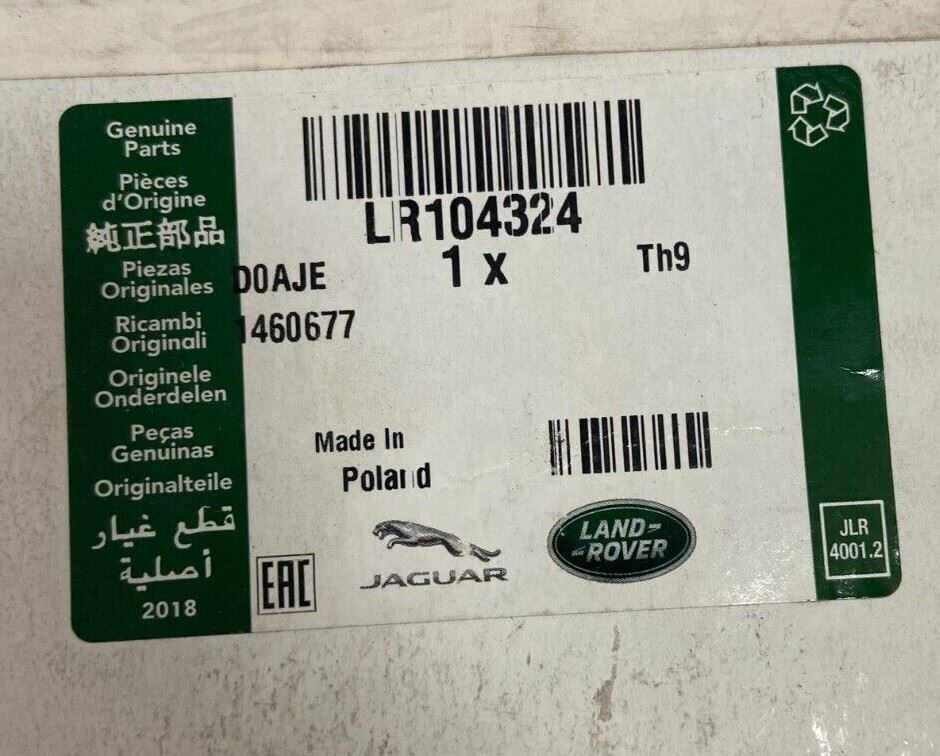 Genuine
Parts
Pièces
d'Origine
純正部品
Piezas
Originales
Ricambi
Originali
Originele
Onderdelen
Peças
Genuinas
Originalteile
قطع غيار
أصلية
2018
LR104324
1 x
Th9
D0AJE
1460677
Made In
Poland
EAC
JAGUAR
LAND-
-ROVER
JLR
4001.2